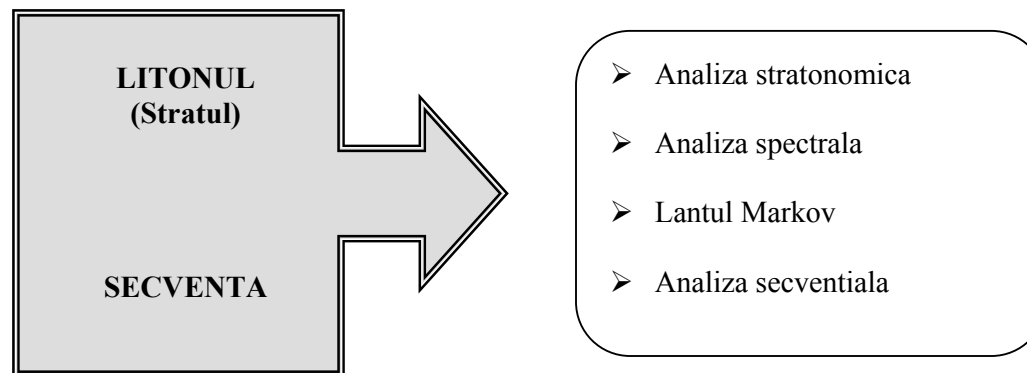 LITONUL
(Stratul)
SECVENTA
➢ Analiza stratonomica
➢ Analiza spectrala
➢ Lantul Markov
➢ Analiza secventiala